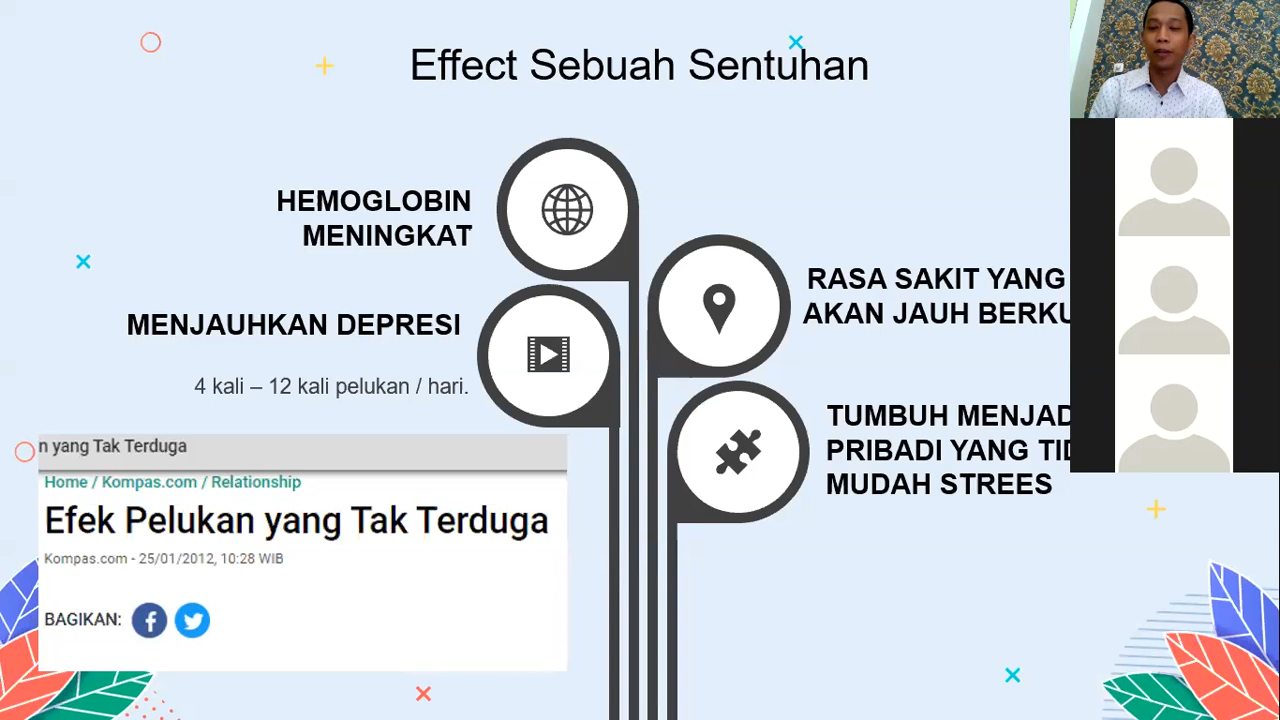 Effect Sebuah Sentuhan
HEMOGLOBIN
MENINGKAT
MENJAUHKAN DEPRESI
4 kali – 12 kali pelukan / hari.
RASA SAKIT YANG
AKAN JAUH
TUMBUH
PRIBADI YANG
MUDAH STREES
n yang Tak Terduga
Home / Kompas.com / Relationship
Efek Pelukan yang Tak Terduga
Kompas.com - 25/01/2012, 10:28 WIB
BAGIKAN: